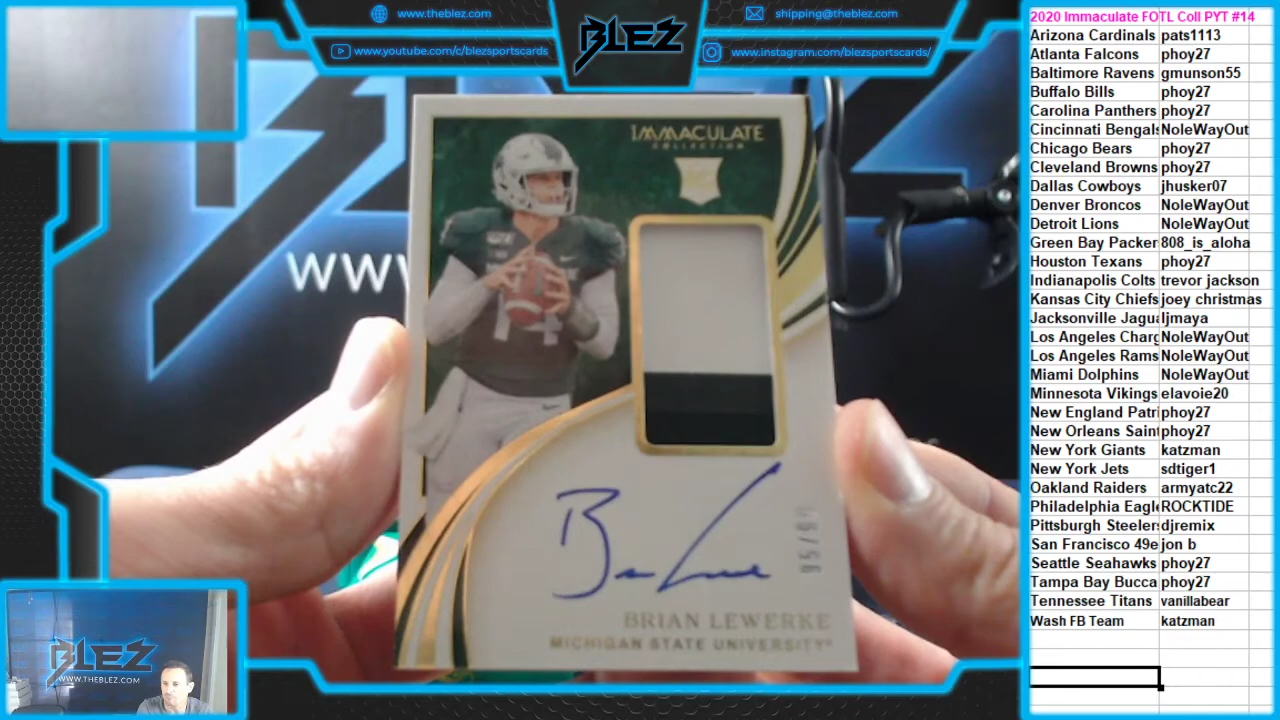 www.theblez.com
www.youtube.com/c/blezsportscards
BLEZ
shipping@theblez.com
www.instagram.com/blezsportscards/
WWW
IMMACULATE
COLLECTION
14
BRIAN LEWERKE
MICHIGAN STATE UNIVERSITY
BLEZ
WWW.THEBLEZ.COM
2020 Immaculate FOTL Coll PYT #14
Arizona Cardinals pats1113
Atlanta Falcons phoy27
Baltimore Ravens gmunson55
Buffalo Bills phoy27
Carolina Panthers phoy27
Cincinnati Bengals NoleWayOut
Chicago Bears phoy27
Cleveland Browns phoy27
Dallas Cowboys jhusker07
Denver Broncos NoleWayOut
Detroit Lions NoleWayOut
Green Bay Packer 808_is_aloha
Houston Texans phoy27
Indianapolis Colts trevor jackson
Kansas City Chiefs joey christmas
Jacksonville Jagua ljmaya
Los Angeles Charg NoleWayOut
Los Angeles Rams NoleWayOut
Miami Dolphins NoleWayOut
Minnesota Vikings elavoie20
New England Patri phoy27
New Orleans Saint phoy27
New York Giants katzman
New York Jets sdtiger1
Oakland Raiders armyatc22
Philadelphia Eagle ROCKTIDE
Pittsburgh Steelers djremix
San Francisco 49e jon b
Seattle Seahawks phoy27
Tampa Bay Bucca phoy27
Tennessee Titans vanillabear
Wash FB Team katzman